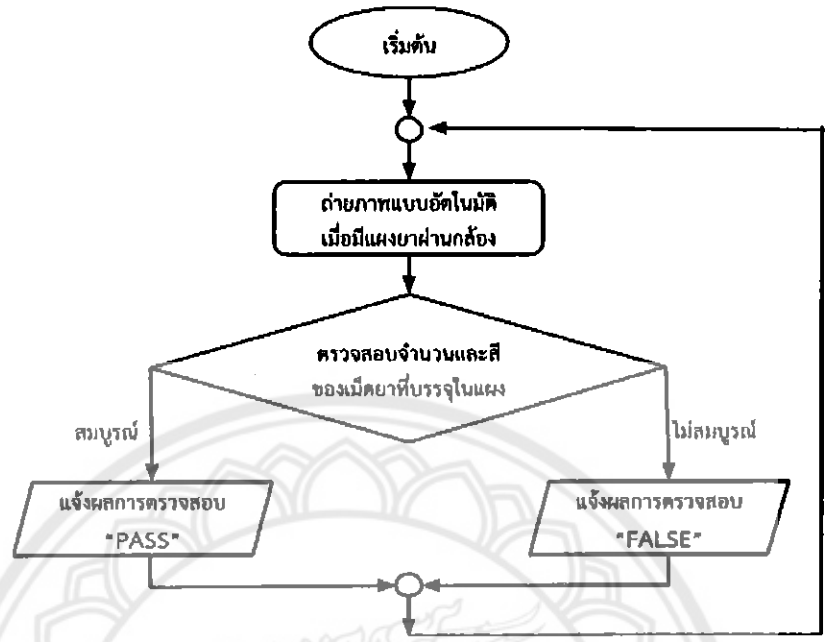 เริ่มต้น
ถ่ายภาพแบบอัตโนมัติ
เมื่อมีแผงยาผ่านกล้อง
ตรวจสอบจำนวนและสี
ของเม็ดยาที่บรรจุในแผง
สมบูรณ์
ไม่สมบูรณ์
แจ้งผลการตรวจสอบ
"PASS"
แจ้งผลการตรวจสอบ
"FALSE"